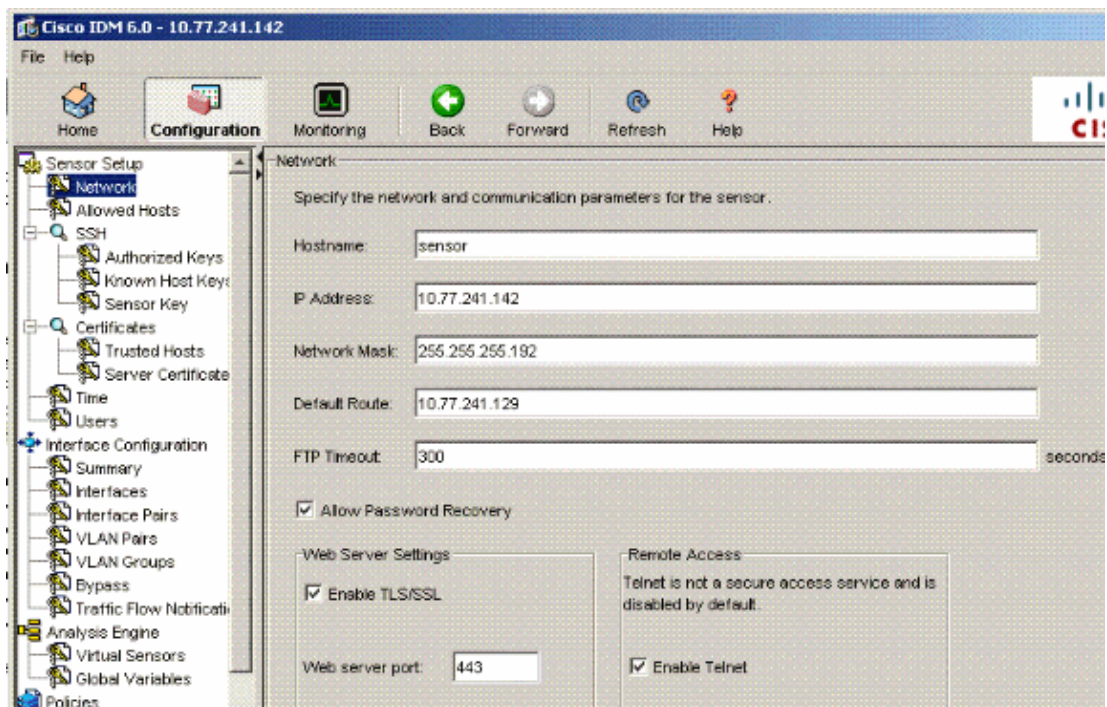 Cisco IDM 6.0 - 10.77.241.142
File Help
Home Configuration Monitoring Back Forward Refresh Help
CIS
Sensor Setup
Network
Allowed Hosts
SSH
Authorized Keys
Known Host Keys
Sensor Key
Certificates
Trusted Hosts
Server Certificate
Time
Users
Interface Configuration
Summary
Interfaces
Interface Pairs
VLAN Pairs
VLAN Groups
Bypass
Traffic Flow Notificati
Analysis Engine
Virtual Sensors
Global Variables
Policies
Network
Specify the network and communication parameters for the sensor.
Hostname: sensor
IP Address: 10.77.241.142
Network Mask: 255.255.255.192
Default Route: 10.77.241.129
FTP Timeout: 300 seconds
Allow Password Recovery
Web Server Settings
Enable TLS/SSL
Web server port: 443
Remote Access
Telnet is not a secure access service and is
disabled by default.
Enable Telnet